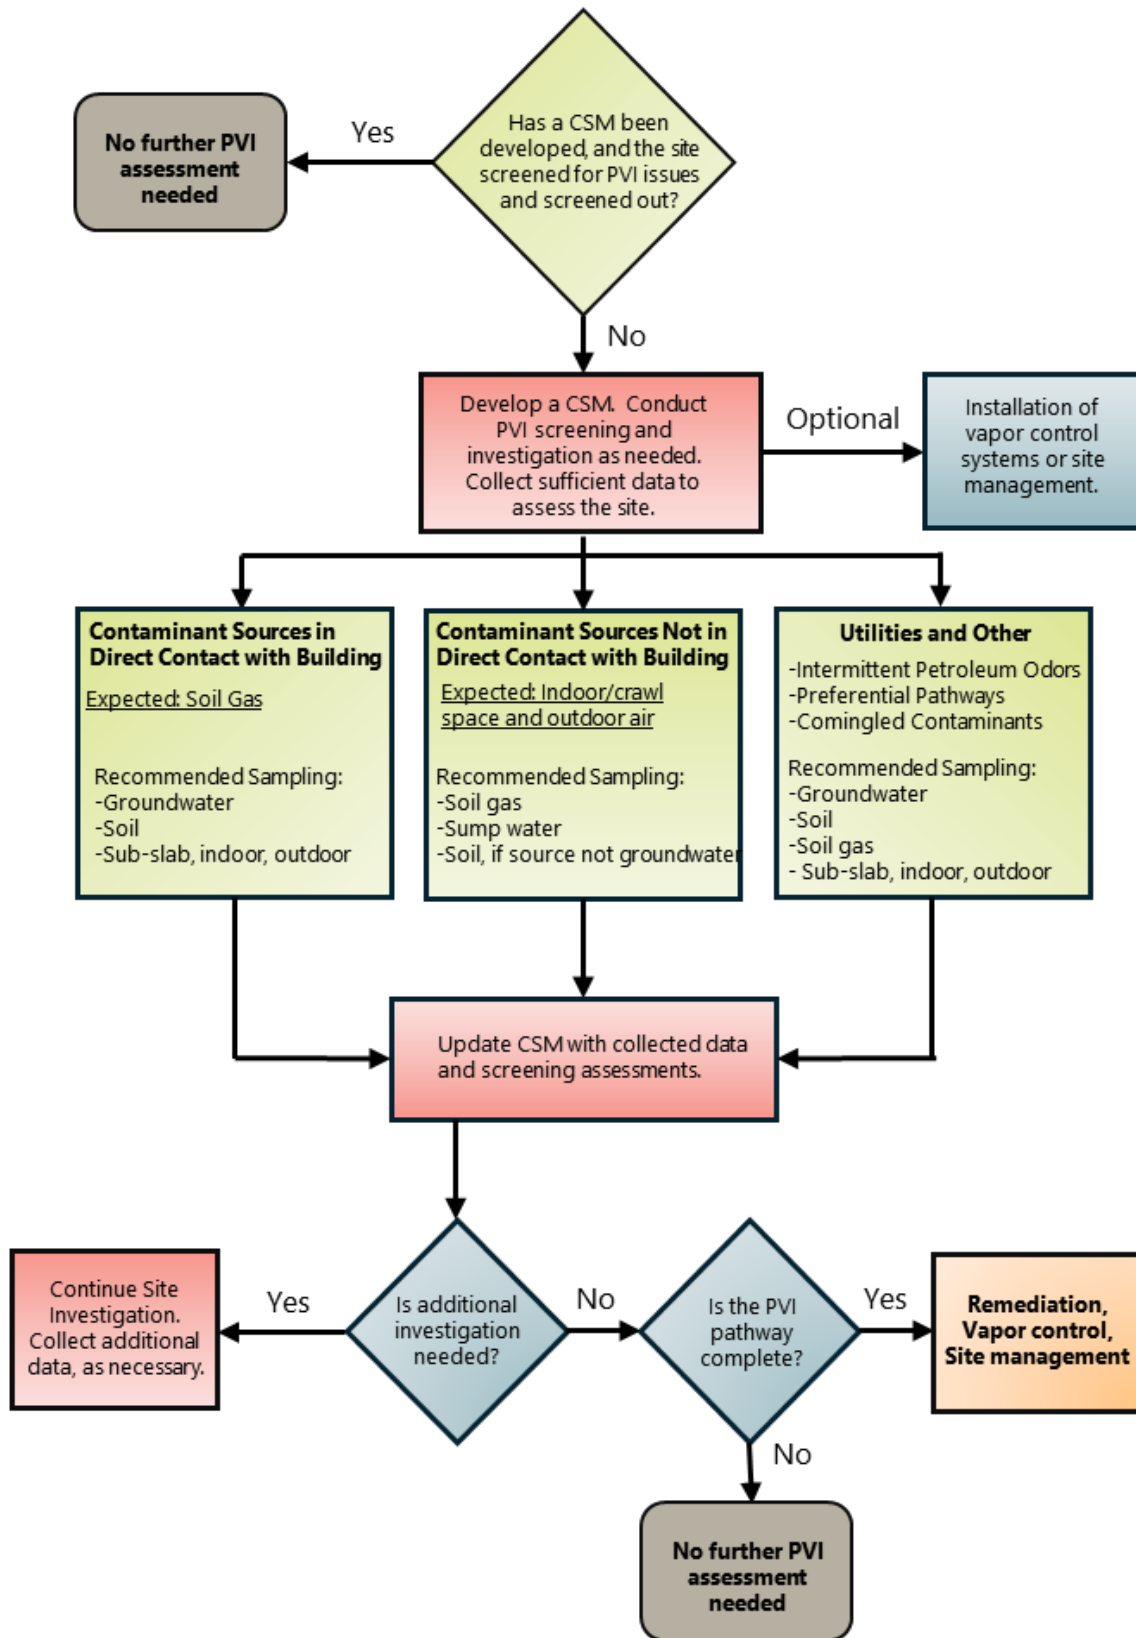 Has a CSM been
developed, and the site
screened for PVI issues
and screened out?
Yes
No further PVI
assessment
needed
No
Develop a CSM.  Conduct
PVI screening and
investigation as needed.
Collect sufficient data to
assess the site.
Optional
Installation of
vapor control
systems or site
management.
Contaminant Sources in
Direct Contact with Building
Expected: Soil Gas
Recommended Sampling:
-Groundwater
-Soil
-Sub-slab, indoor, outdoor
Contaminant Sources Not in
Direct Contact with Building
Expected: Indoor/crawl
space and outdoor air
Recommended Sampling:
-Soil gas
-Sump water
-Soil, if source not groundwater
Utilities and Other
-Intermittent Petroleum Odors
-Preferential Pathways
-Comingled Contaminants
Recommended Sampling:
-Groundwater
-Soil
-Soil gas
- Sub-slab, indoor, outdoor
Update CSM with collected data
and screening assessments.
Is additional
investigation
needed?
Yes
Continue Site
Investigation.
Collect additional
data, as necessary.
No
Is the PVI
pathway
complete?
Yes
Remediation,
Vapor control,
Site management
No
No further PVI
assessment
needed